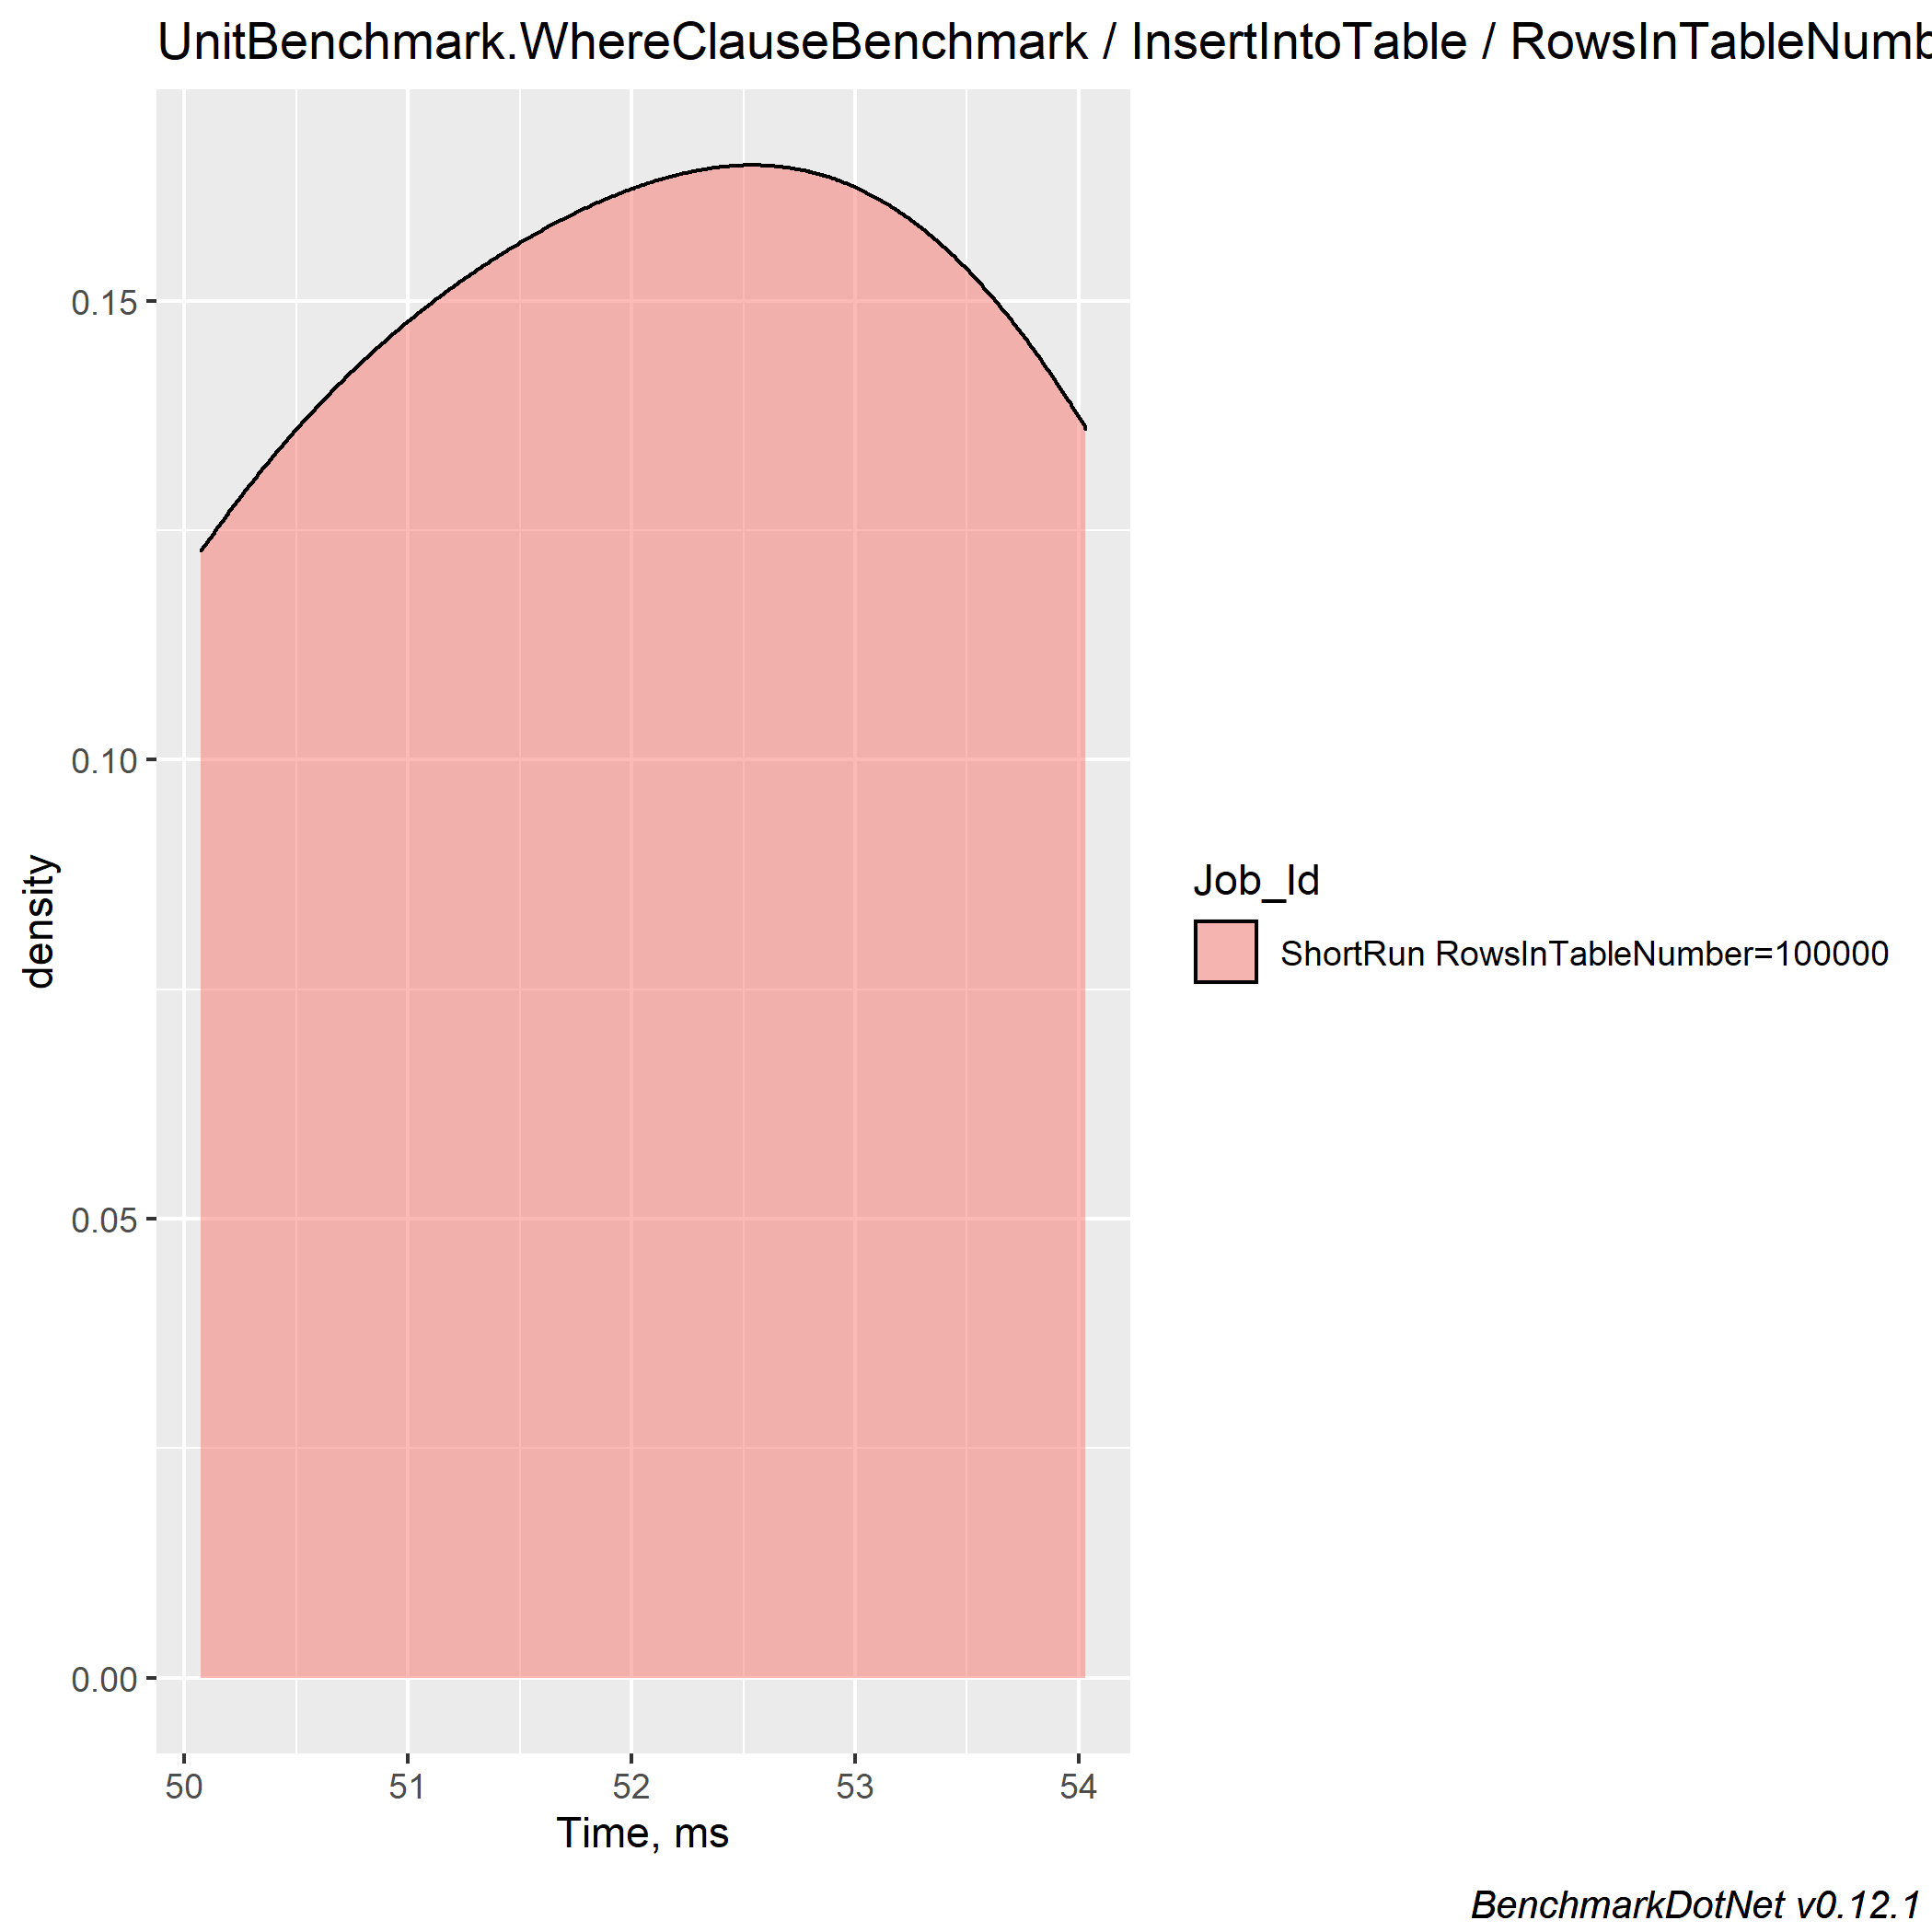 UnitBenchmark.WhereClauseBenchmark / InsertIntoTable / RowsInTableNumb
0.15
0.10
0.05
0.00
density
50 51 52 53 54
Time, ms
Job_Id
ShortRun RowsInTableNumber=100000
BenchmarkDotNet v0.12.1